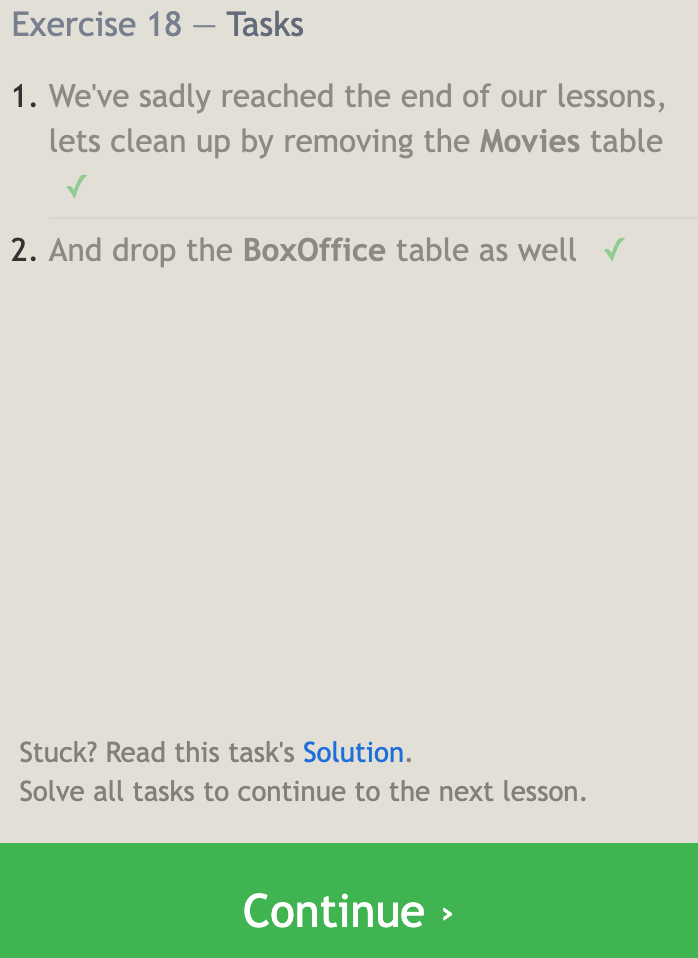 Exercise 18 — Tasks
1. We've sadly reached the end of our lessons,
lets clean up by removing the Movies table
✓
2. And drop the BoxOffice table as well ✓
Stuck? Read this task's Solution.
Solve all tasks to continue to the next lesson.
Continue ›